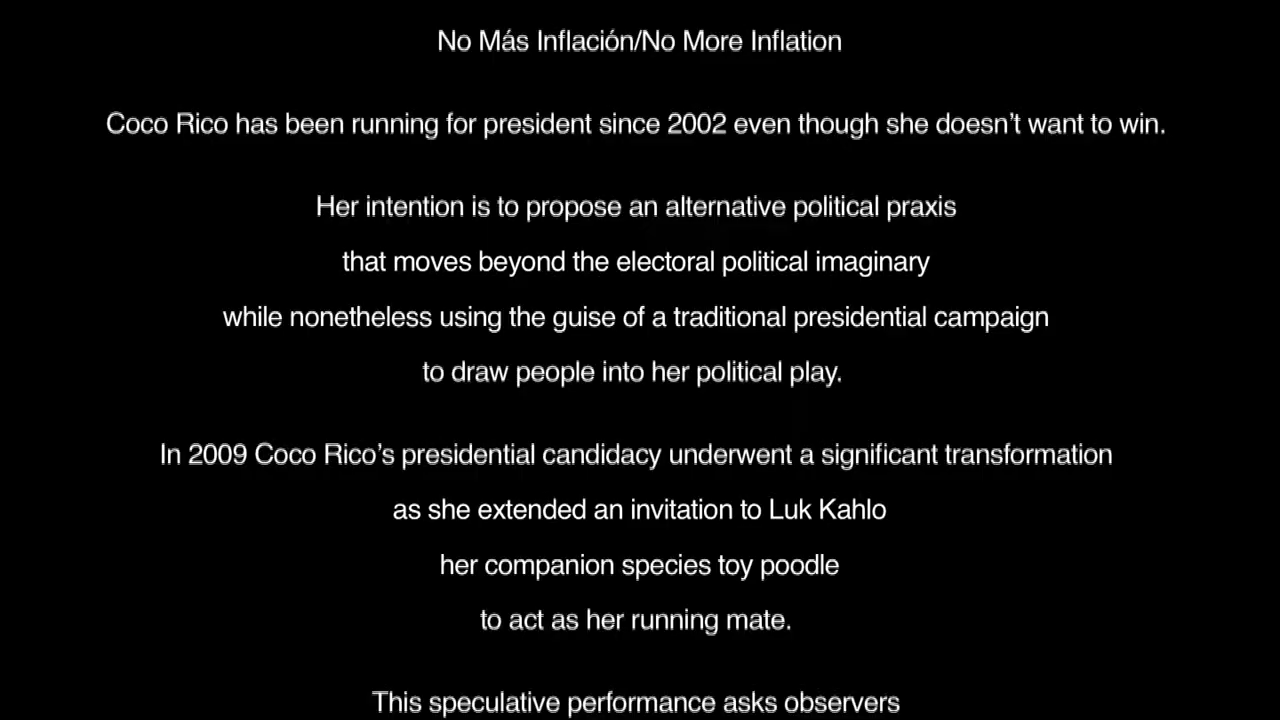 No Más Inflación/No More Inflation
Coco Rico has been running for president since 2002 even though she doesn’t want to win.
Her intention is to propose an alternative political praxis
that moves beyond the electoral political imaginary
while nonetheless using the guise of a traditional presidential campaign
to draw people into her political play.
In 2009 Coco Rico’s presidential candidacy underwent a significant transformation
as she extended an invitation to Luk Kahlo
her companion species toy poodle
to act as her running mate.
This speculative performance asks observers